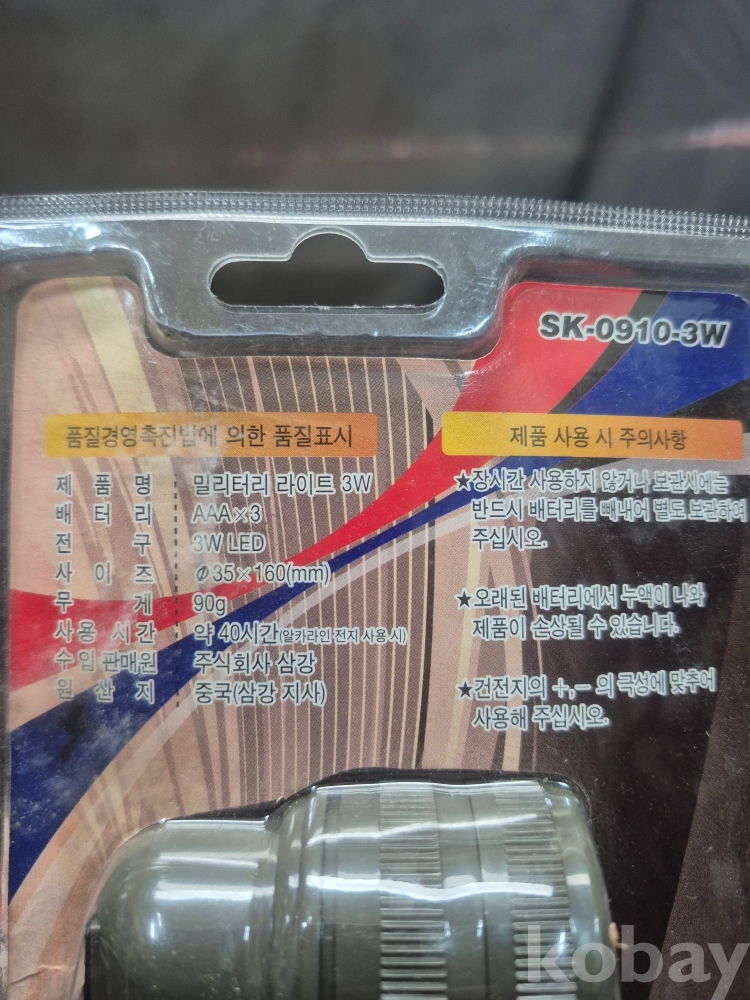 SK-0910-3W
품질경영촉진법에 의한 품질표시
제 품 명 밀리터리 라이트 3W
배 터 리 AAA×3
전 구 3W LED
사 이 즈 Φ35×160(mm)
무 게 90g
사용 시간 약 40시간(알카라인 전지 사용 시)
수입 판매원 주식회사 삼강
원 산 지 중국(삼강 지사)
제품 사용 시 주의사항
★장시간 사용하지 않거나 보관시에는
반드시 배터리를 빼내어 별도 보관하여
주십시오.
★오래된 배터리에서 누액이 나와
제품이 손상될 수 있습니다.
★건전지의 +,− 의 극성에 맞추어
사용해 주십시오.
kobay